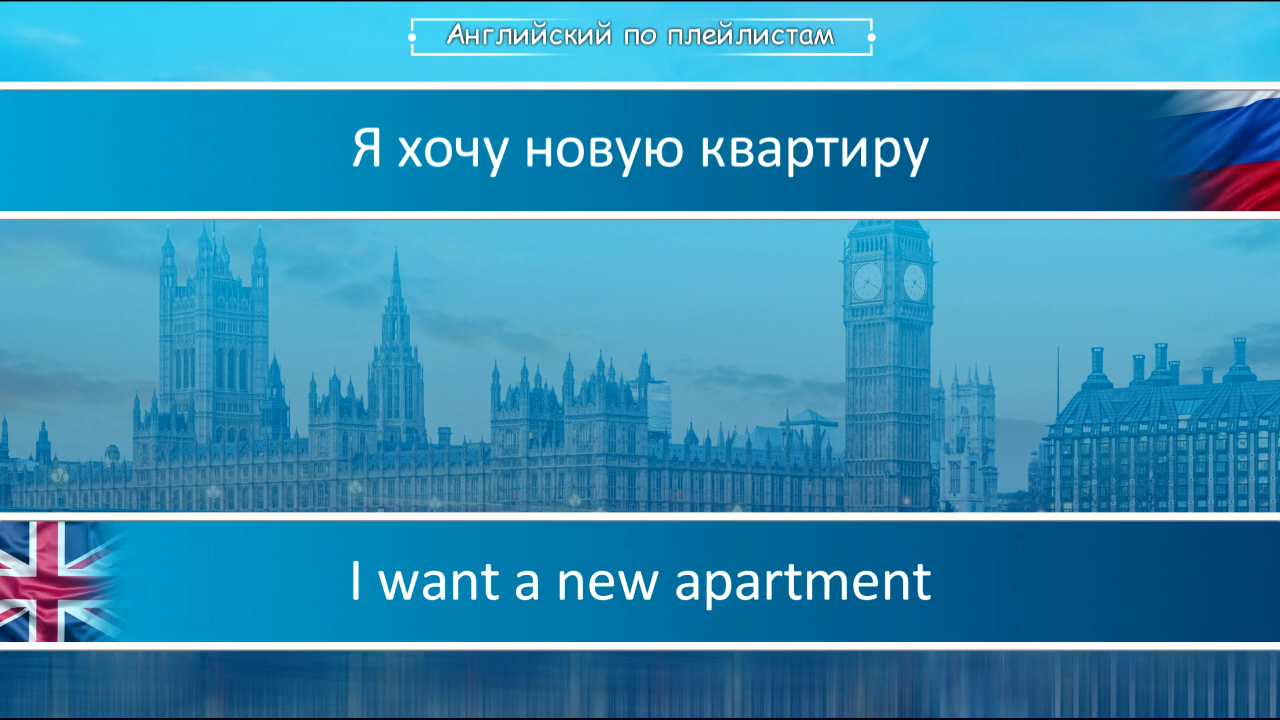 Английский по плейлистам
Я хочу новую квартиру
I want a new apartment